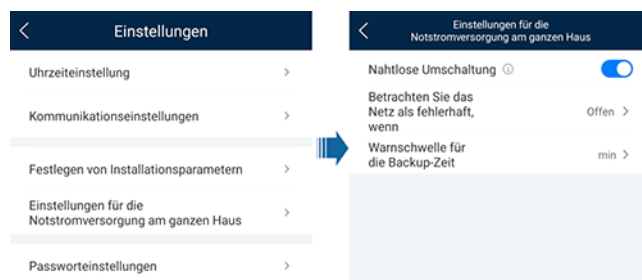 Einstellungen
Uhrzeiteinstellung
Kommunikationseinstellungen
Festlegen von Installationsparametern
Einstellungen für die
Notstromversorgung am ganzen Haus
Passworteinstellungen
Einstellungen für die
Notstromversorgung am ganzen Haus
Nahtlose Umschaltung
Betrachten Sie das
Netz als fehlerhaft,
wenn
Offen
Warnschwelle für
die Backup-Zeit
min